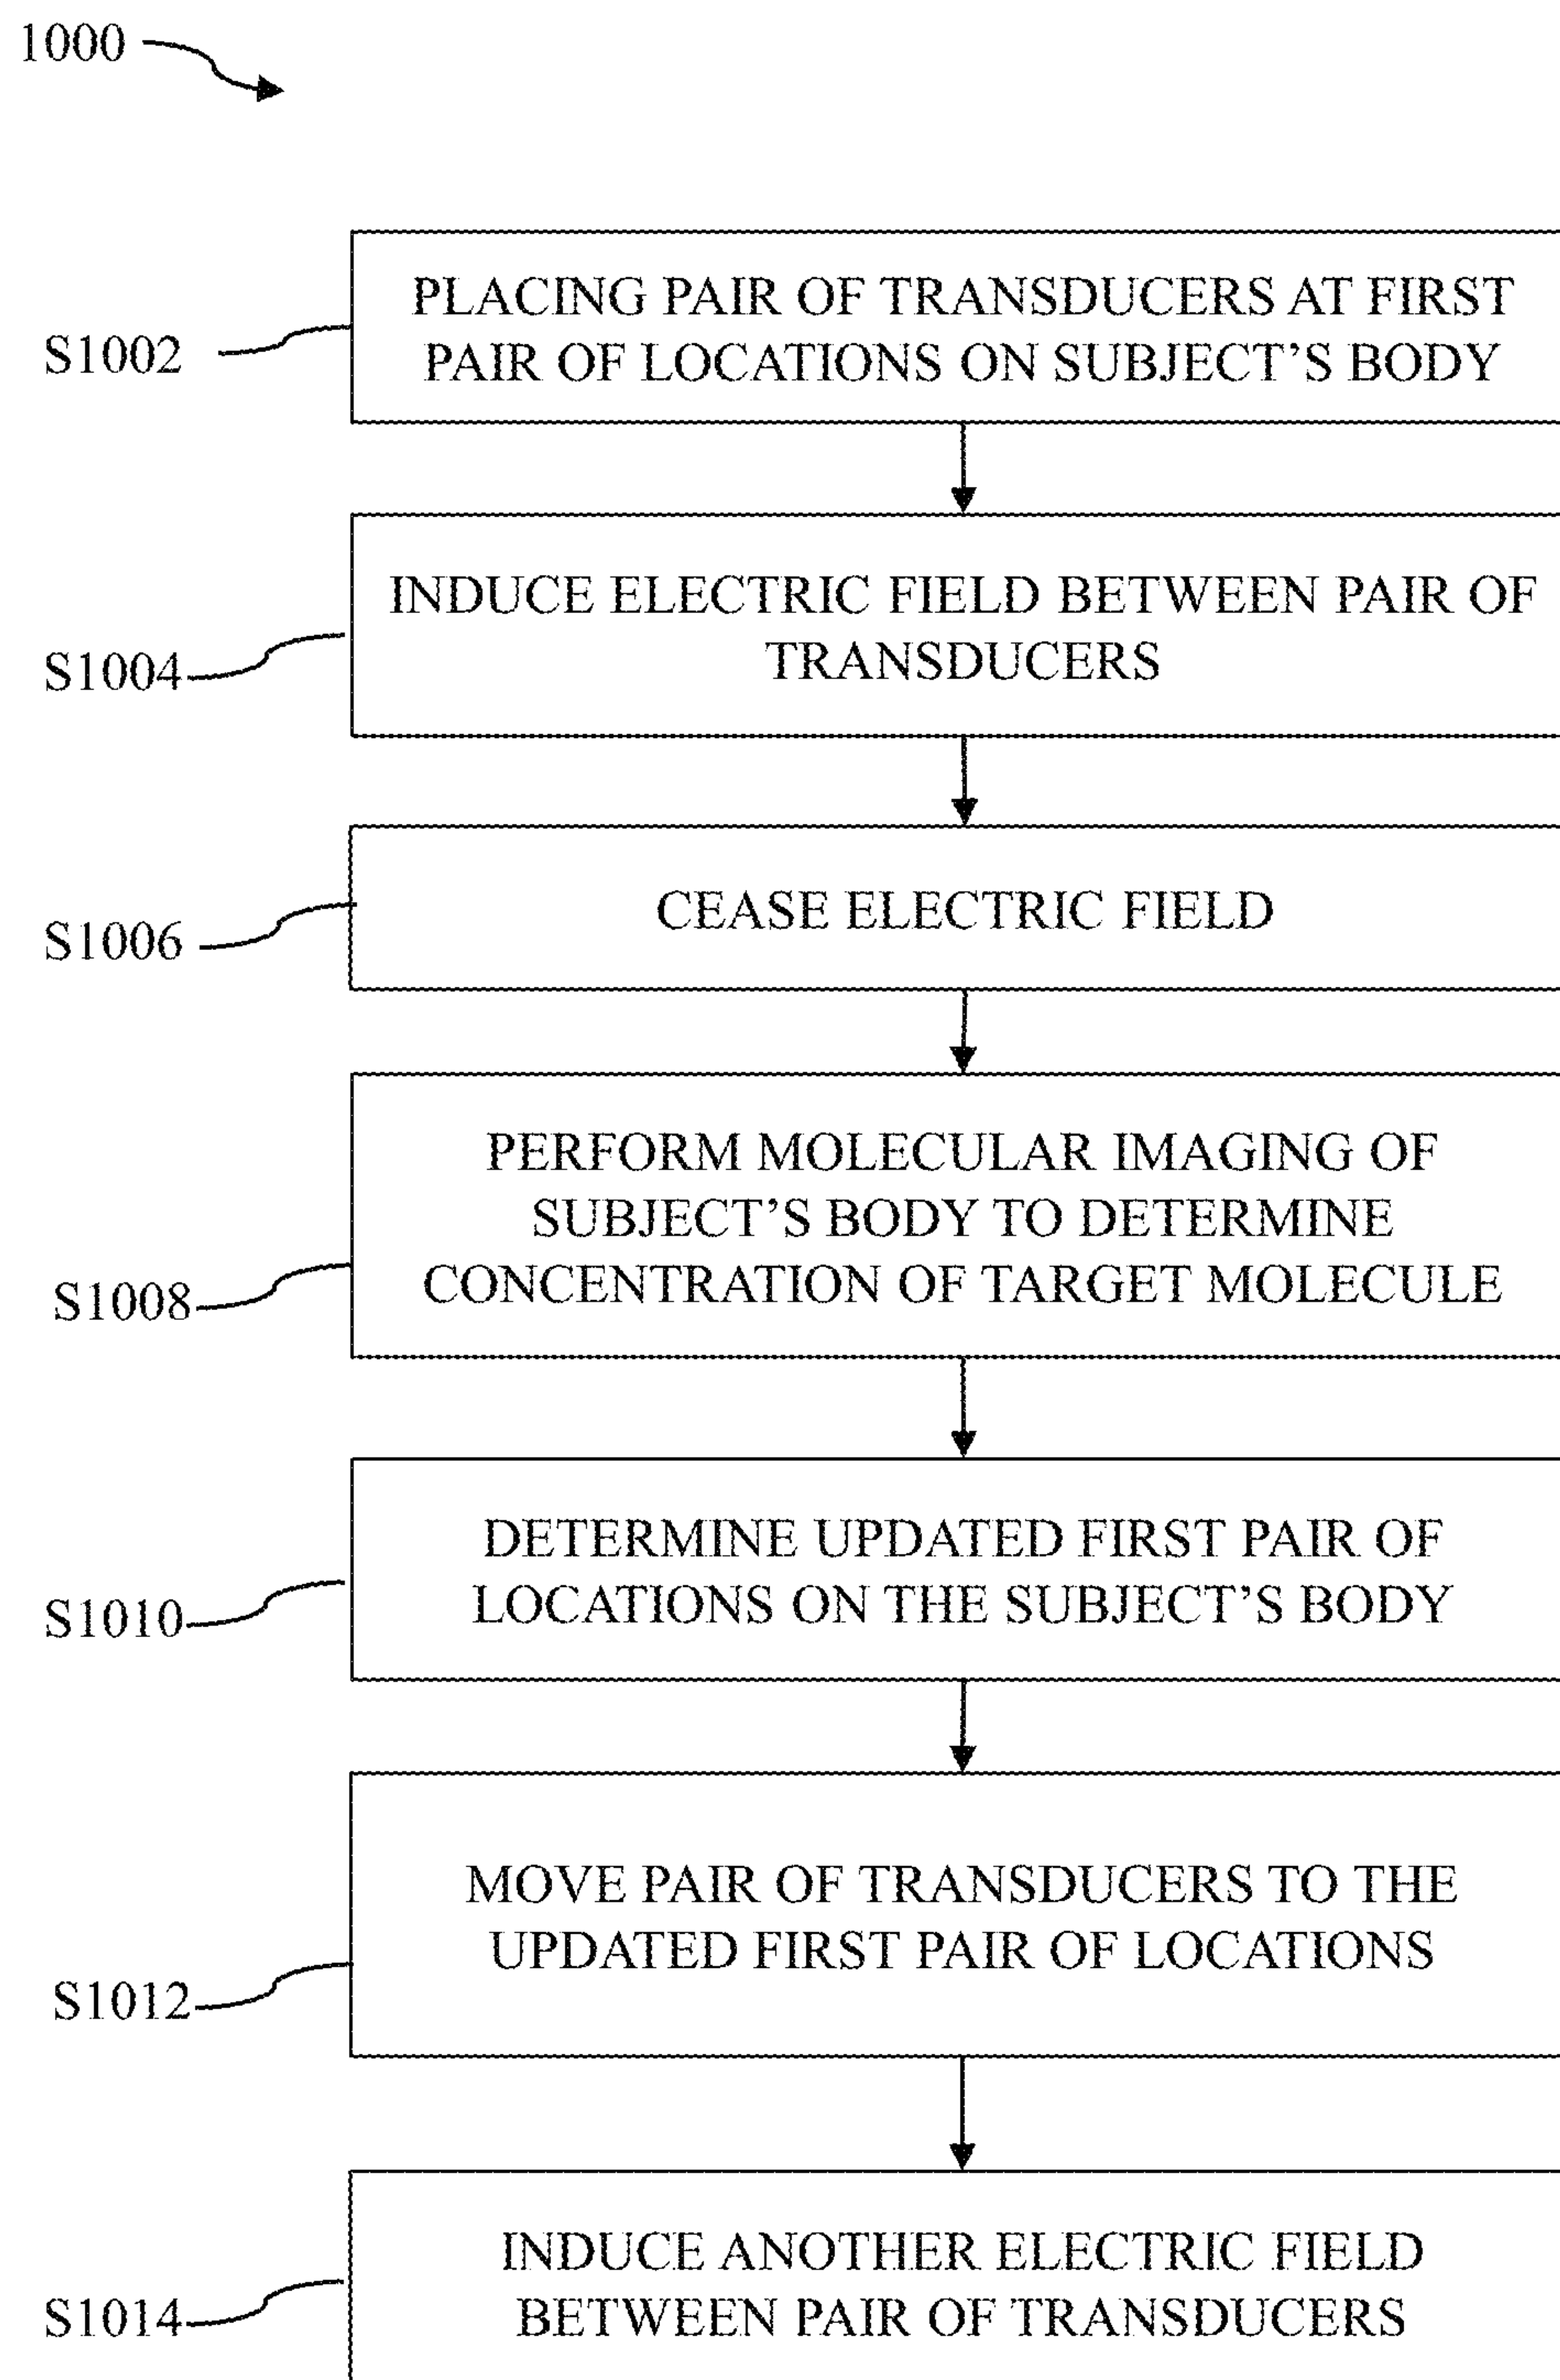 1000
S1002
PLACING PAIR OF TRANSDUCERS AT FIRST
PAIR OF LOCATIONS ON SUBJECT’S BODY
S1004
INDUCE ELECTRIC FIELD BETWEEN PAIR OF
TRANSDUCERS
S1006
CEASE ELECTRIC FIELD
S1008
PERFORM MOLECULAR IMAGING OF
SUBJECT’S BODY TO DETERMINE
CONCENTRATION OF TARGET MOLECULE
S1010
DETERMINE UPDATED FIRST PAIR OF
LOCATIONS ON THE SUBJECT’S BODY
S1012
MOVE PAIR OF TRANSDUCERS TO THE
UPDATED FIRST PAIR OF LOCATIONS
S1014
INDUCE ANOTHER ELECTRIC FIELD
BETWEEN PAIR OF TRANSDUCERS